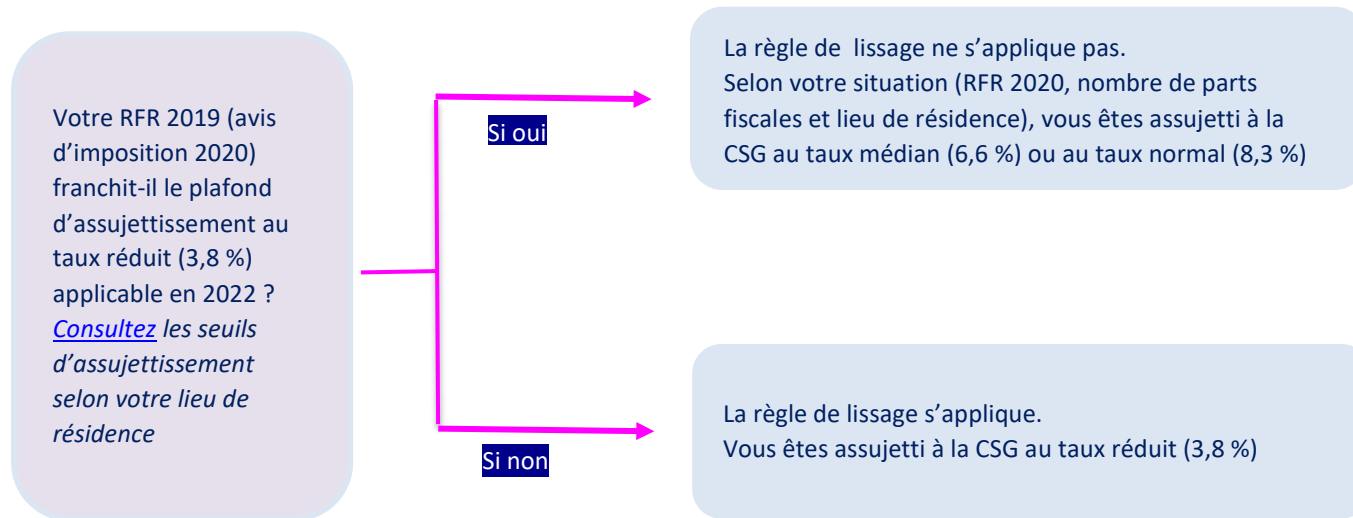 Votre RFR 2019 (avis
d’imposition 2020)
franchit-il le plafond
d’assujettissement au
taux réduit (3,8 %)
applicable en 2022 ?
Consultez les seuils
d’assujettissement
selon votre lieu de
résidence
Si oui
La règle de lissage ne s’applique pas.
Selon votre situation (RFR 2020, nombre de parts
fiscales et lieu de résidence), vous êtes assujetti à la
CSG au taux médian (6,6 %) ou au taux normal (8,3 %)
Si non
La règle de lissage s’applique.
Vous êtes assujetti à la CSG au taux réduit (3,8 %)